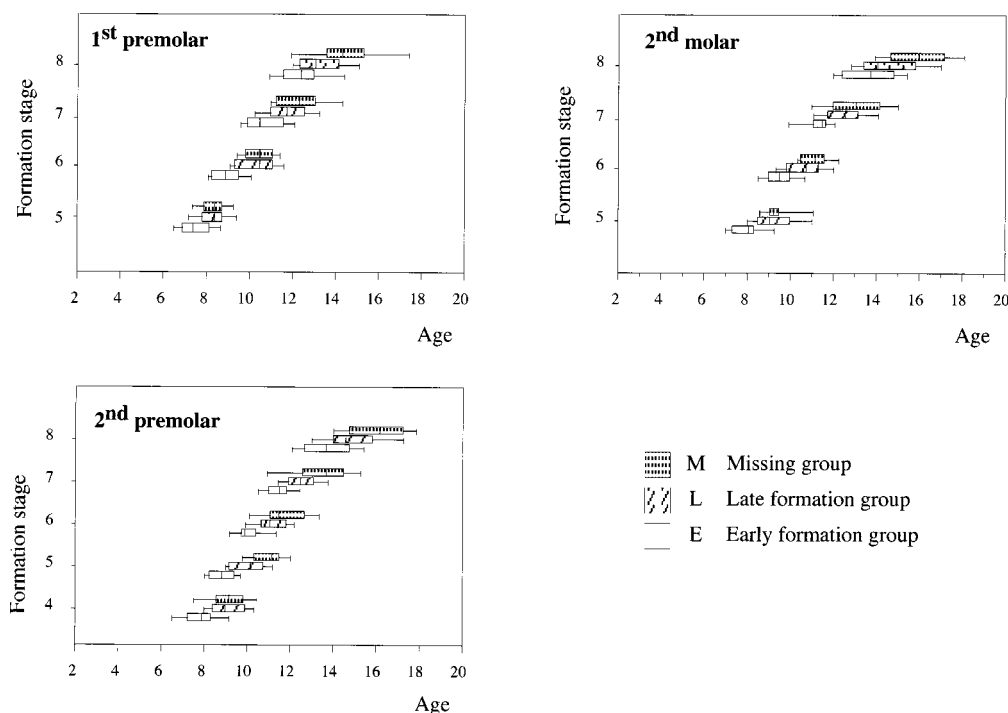 1st premolar
Formation stage
8
7
6
5
2 4 6 8 10 12 14 16 18 20
Age
2nd molar
Formation stage
8
7
6
5
2 4 6 8 10 12 14 16 18 20
Age
2nd premolar
Formation stage
8
7
6
5
4
2 4 6 8 10 12 14 16 18 20
Age
M Missing group
L Late formation group
E Early formation group